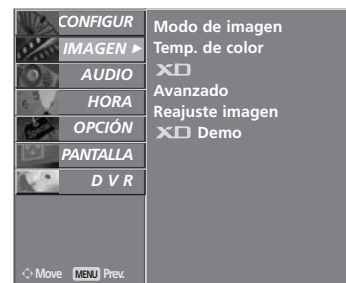 CONFIGUR
IMAGEN ►
AUDIO
HORA
OPCIÓN
PANTALLA
D V R
Move MENU Prev.
Modo de imagen
Temp. de color
XD
Avanzado
Reajuste imagen
XD Demo